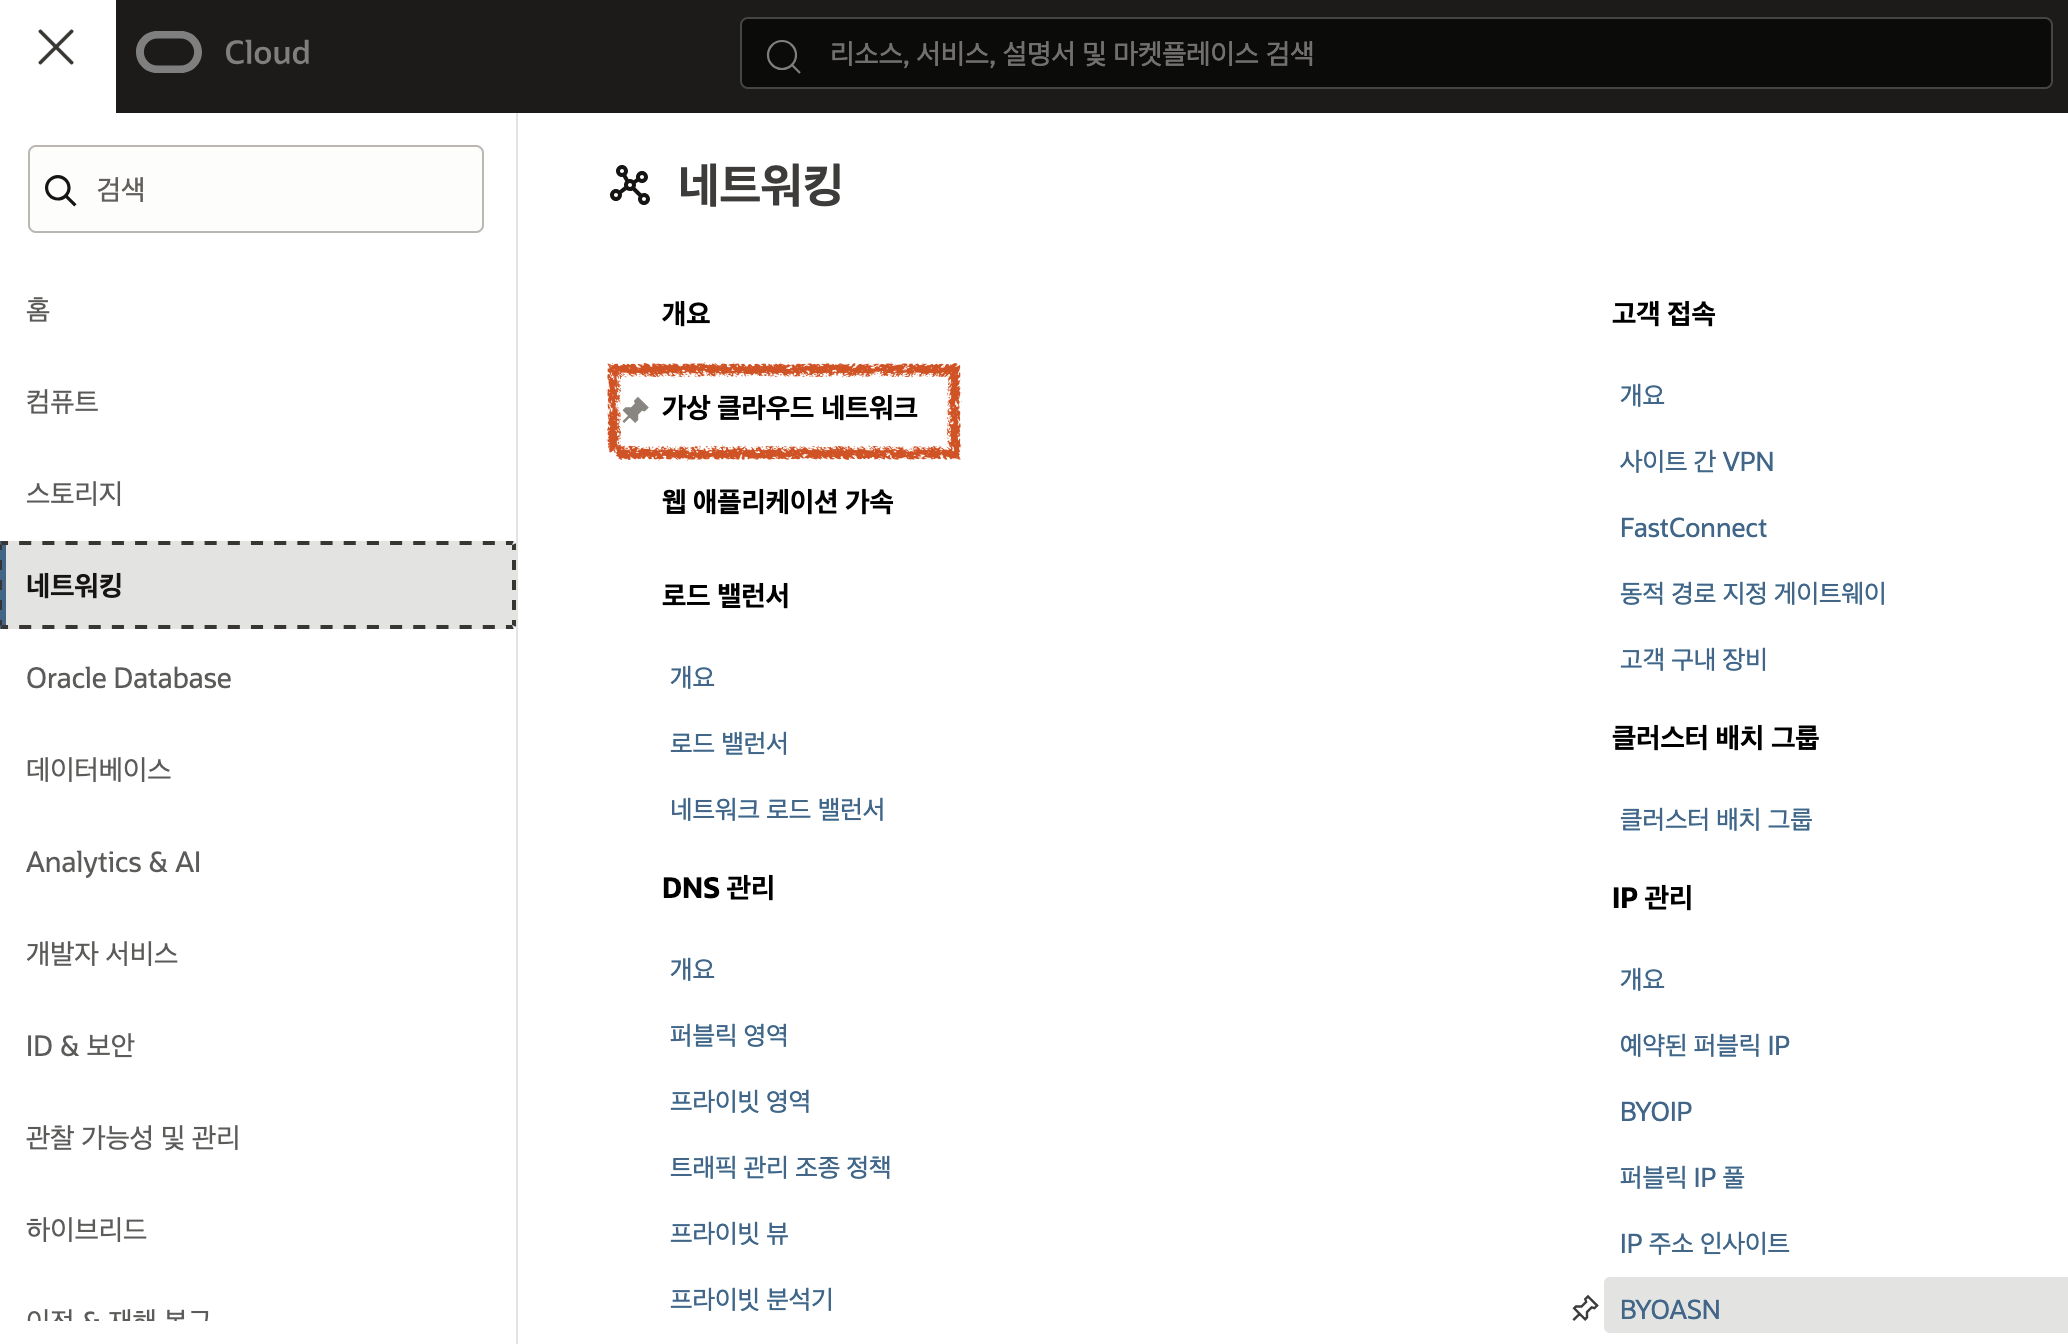 Cloud
리소스, 서비스, 설명서 및 마켓플레이스 검색
검색
홈
컴퓨트
스토리지
네트워킹
Oracle Database
데이터베이스
Analytics & AI
개발자 서비스
ID & 보안
관찰 가능성 및 관리
하이브리드
이전 & 재해 복구
네트워킹
개요
가상 클라우드 네트워크
웹 애플리케이션 가속
로드 밸런서
개요
로드 밸런서
네트워크 로드 밸런서
DNS 관리
개요
퍼블릭 영역
프라이빗 영역
트래픽 관리 조종 정책
프라이빗 뷰
프라이빗 분석기
고객 접속
개요
사이트 간 VPN
FastConnect
동적 경로 지정 게이트웨이
고객 구내 장비
클러스터 배치 그룹
클러스터 배치 그룹
IP 관리
개요
예약된 퍼블릭 IP
BYOIP
퍼블릭 IP 풀
IP 주소 인사이트
BYOASN